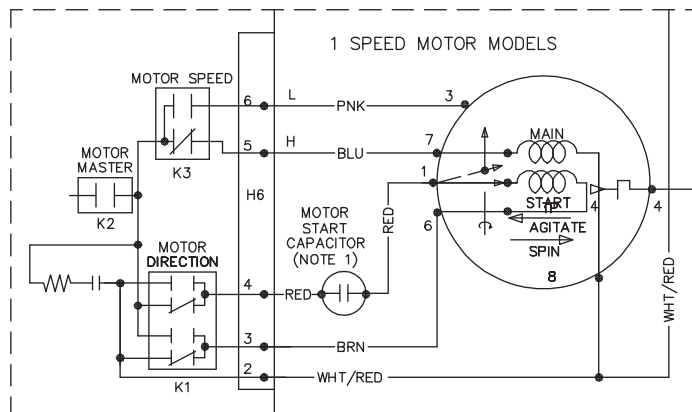 1 SPEED MOTOR MODELS
MOTOR SPEED
K3
6
L
PNK
3
5
H
BLU
7
MAIN
MOTOR
MASTER
K2
H6
1
START
4
4
AGITATE
SPIN
8
6
RED
MOTOR
START
CAPACITOR
(NOTE 1)
MOTOR
DIRECTION
K1
4
RED
3
BRN
2
WHT/RED
WHT/RED